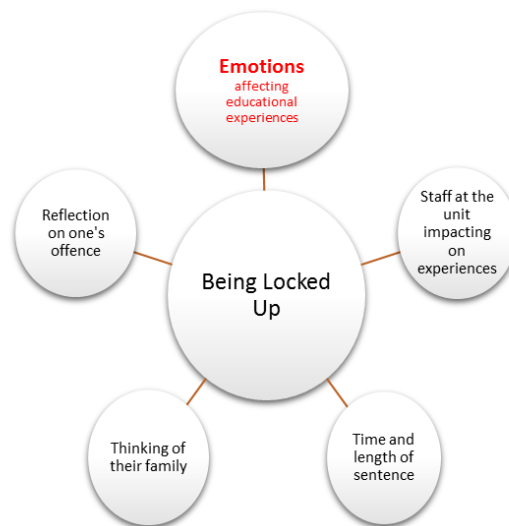 Emotions
affecting
educational
experiences
Reflection
on one's
offence
Staff at the
unit
impacting
on
experiences
Being Locked
Up
Thinking of
their family
Time and
length of
sentence